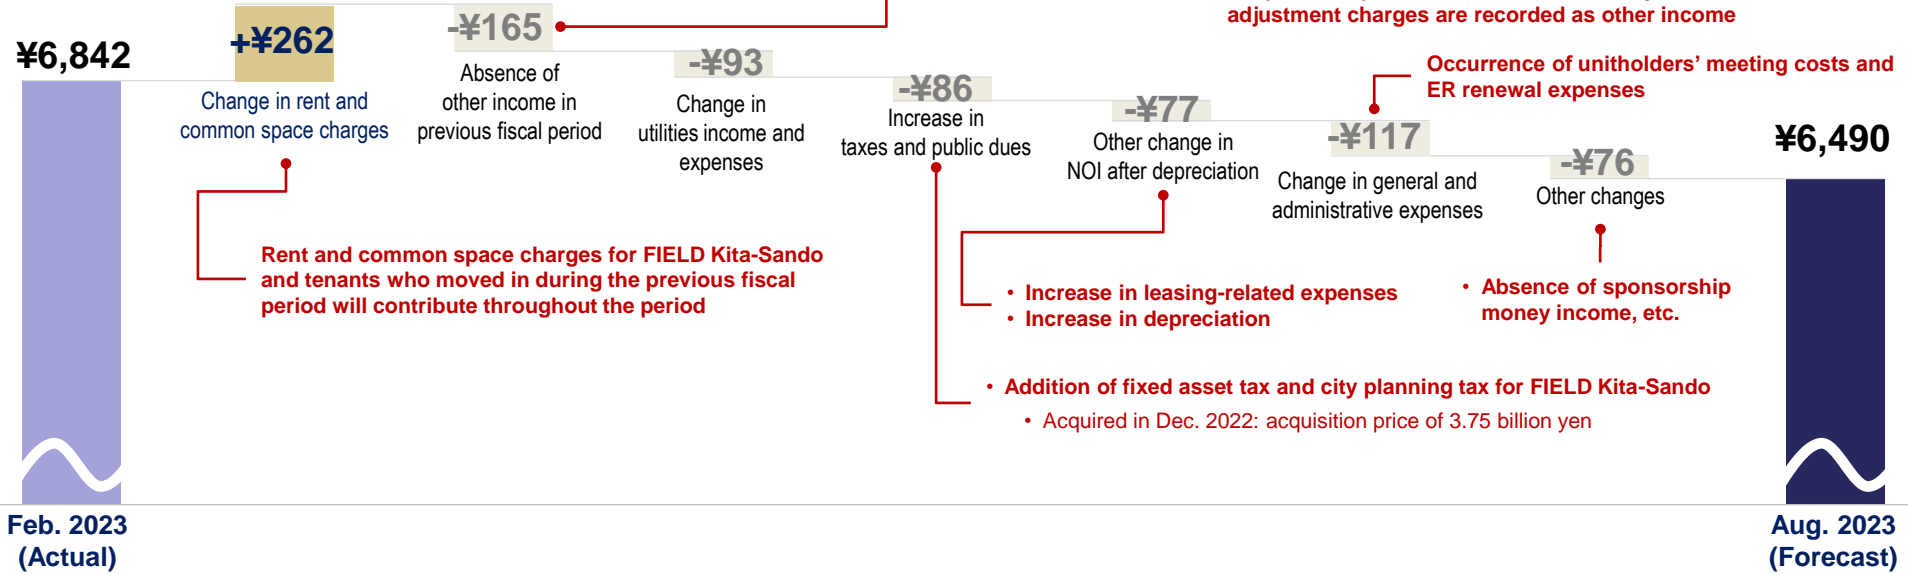 adjustment charges are recorded as other income
¥6,842
+¥262
Change in rent and
common space charges
-¥165
Absence of
other income in
previous fiscal period
-¥93
Change in
utilities income and
expenses
-¥86
Increase in
taxes and public dues
-¥77
Other change in
NOI after depreciation
Occurrence of unitholders’ meeting costs and
ER renewal expenses
-¥117
Change in general and
administrative expenses
-¥76
Other changes
¥6,490
Rent and common space charges for FIELD Kita-Sando
and tenants who moved in during the previous fiscal
period will contribute throughout the period
• Increase in leasing-related expenses
• Increase in depreciation
• Absence of sponsorship
money income, etc.
• Addition of fixed asset tax and city planning tax for FIELD Kita-Sando
• Acquired in Dec. 2022: acquisition price of 3.75 billion yen
Feb. 2023
(Actual)
Aug. 2023
(Forecast)